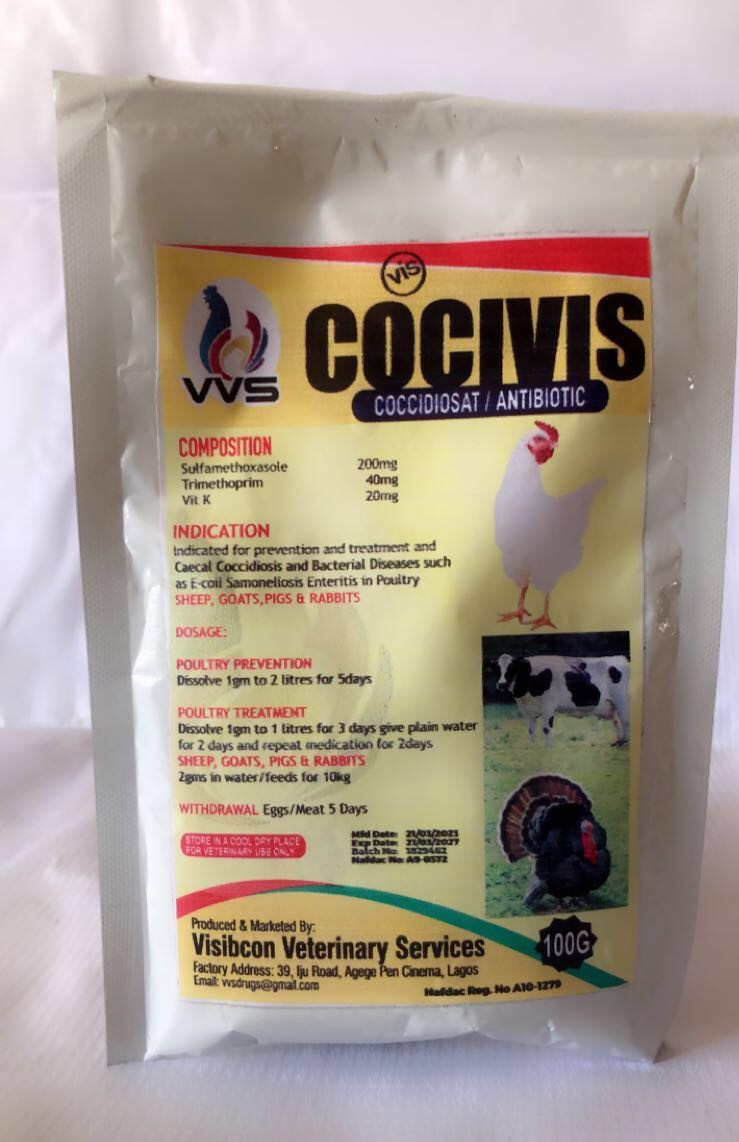 vis
COCIVIS
VVS
COCCIDIOSAT / ANTIBIOTIC
COMPOSITION
Sulfamethoxasole 200mg
Trimethoprim 40mg
Vit K 20mg
INDICATION
Indicated for prevention and treatment and
Caecal Coccidiosis and Bacterial Diseases such
as E-coil Samonellosis Enteritis in Poultry
SHEEP, GOATS,PIGS & RABBITS
DOSAGE:
POULTRY PREVENTION
Dissolve 1gm to 2 litres for 5days
POULTRY TREATMENT
Dissolve 1gm to 1 litres for 3 days give plain water
for 2 days and repeat medication for 2days
SHEEP, GOATS, PIGS & RABBITS
2gms in water/feeds for 10kg
WITHDRAWAL Eggs/Meat 5 Days
STORE IN A COOL DRY PLACE
FOR VETERINARY USE ONLY
Mfd Date: 21/03/2023
Exp Date: 21/03/2027
Batch No:
Nafdac No:
Produced & Marketed By:
Visibcon Veterinary Services
100G
Factory Address: 39, Iju Road, Agege Pen Cinema, Lagos
Email: vvsdrugs@gmail.com
Nafdac Reg. No A10-1279